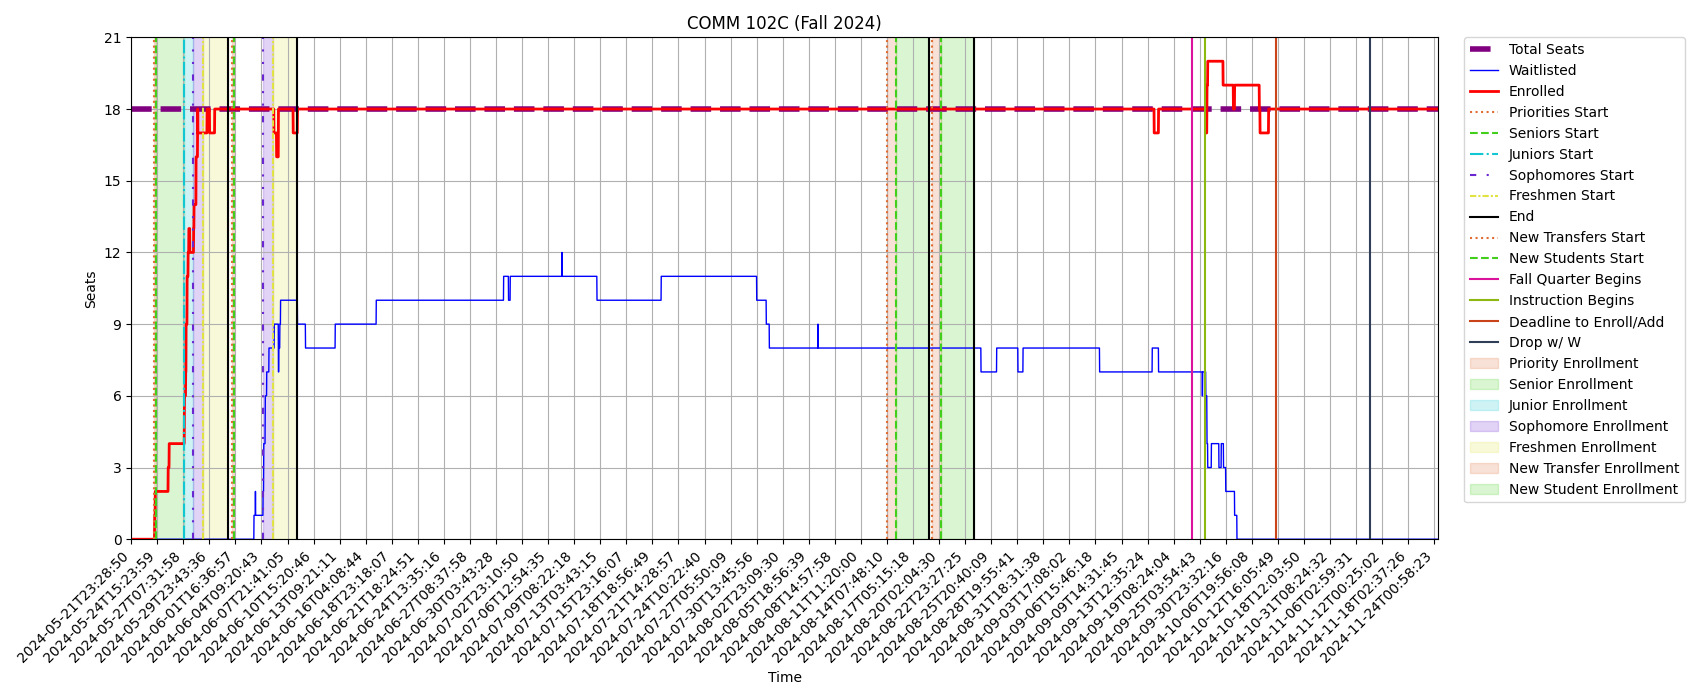 COMM 102C (Fall 2024)
Seats
21
18
15
12
9
6
3
0
2024-05-21T23:28:50
2024-05-24T15:23:59
2024-05-27T07:31:58
2024-05-29T23:43:36
2024-06-01T16:36:57
2024-06-04T09:20:43
2024-06-07T21:41:05
2024-06-10T15:20:46
2024-06-13T09:21:11
2024-06-16T04:08:44
2024-06-18T23:18:07
2024-06-21T18:24:51
2024-06-24T13:35:16
2024-06-27T08:37:58
2024-06-30T03:43:28
2024-07-02T23:10:50
2024-07-06T12:54:35
2024-07-09T08:22:18
2024-07-13T03:43:15
2024-07-15T23:16:07
2024-07-18T18:56:49
2024-07-21T14:28:57
2024-07-24T10:22:40
2024-07-27T05:50:09
2024-07-30T13:45:56
2024-08-02T23:09:30
2024-08-05T18:56:39
2024-08-08T14:57:58
2024-08-11T11:20:00
2024-08-14T07:48:10
2024-08-17T05:15:18
2024-08-20T02:04:30
2024-08-22T23:27:25
2024-08-25T20:40:09
2024-08-28T19:55:41
2024-08-31T18:31:38
2024-09-03T17:08:02
2024-09-06T15:46:18
2024-09-09T14:31:45
2024-09-13T12:35:24
2024-09-19T08:24:04
2024-09-25T03:54:43
2024-09-30T23:32:16
2024-10-06T19:56:08
2024-10-12T16:05:49
2024-10-18T12:03:50
2024-10-31T08:24:32
2024-11-06T02:59:31
2024-11-12T00:25:02
2024-11-18T02:37:26
2024-11-24T00:58:23
Time
Total Seats
Waitlisted
Enrolled
Priorities Start
Seniors Start
Juniors Start
Sophomores Start
Freshmen Start
End
New Transfers Start
New Students Start
Fall Quarter Begins
Instruction Begins
Deadline to Enroll/Add
Drop w/ W
Priority Enrollment
Senior Enrollment
Junior Enrollment
Sophomore Enrollment
Freshmen Enrollment
New Transfer Enrollment
New Student Enrollment